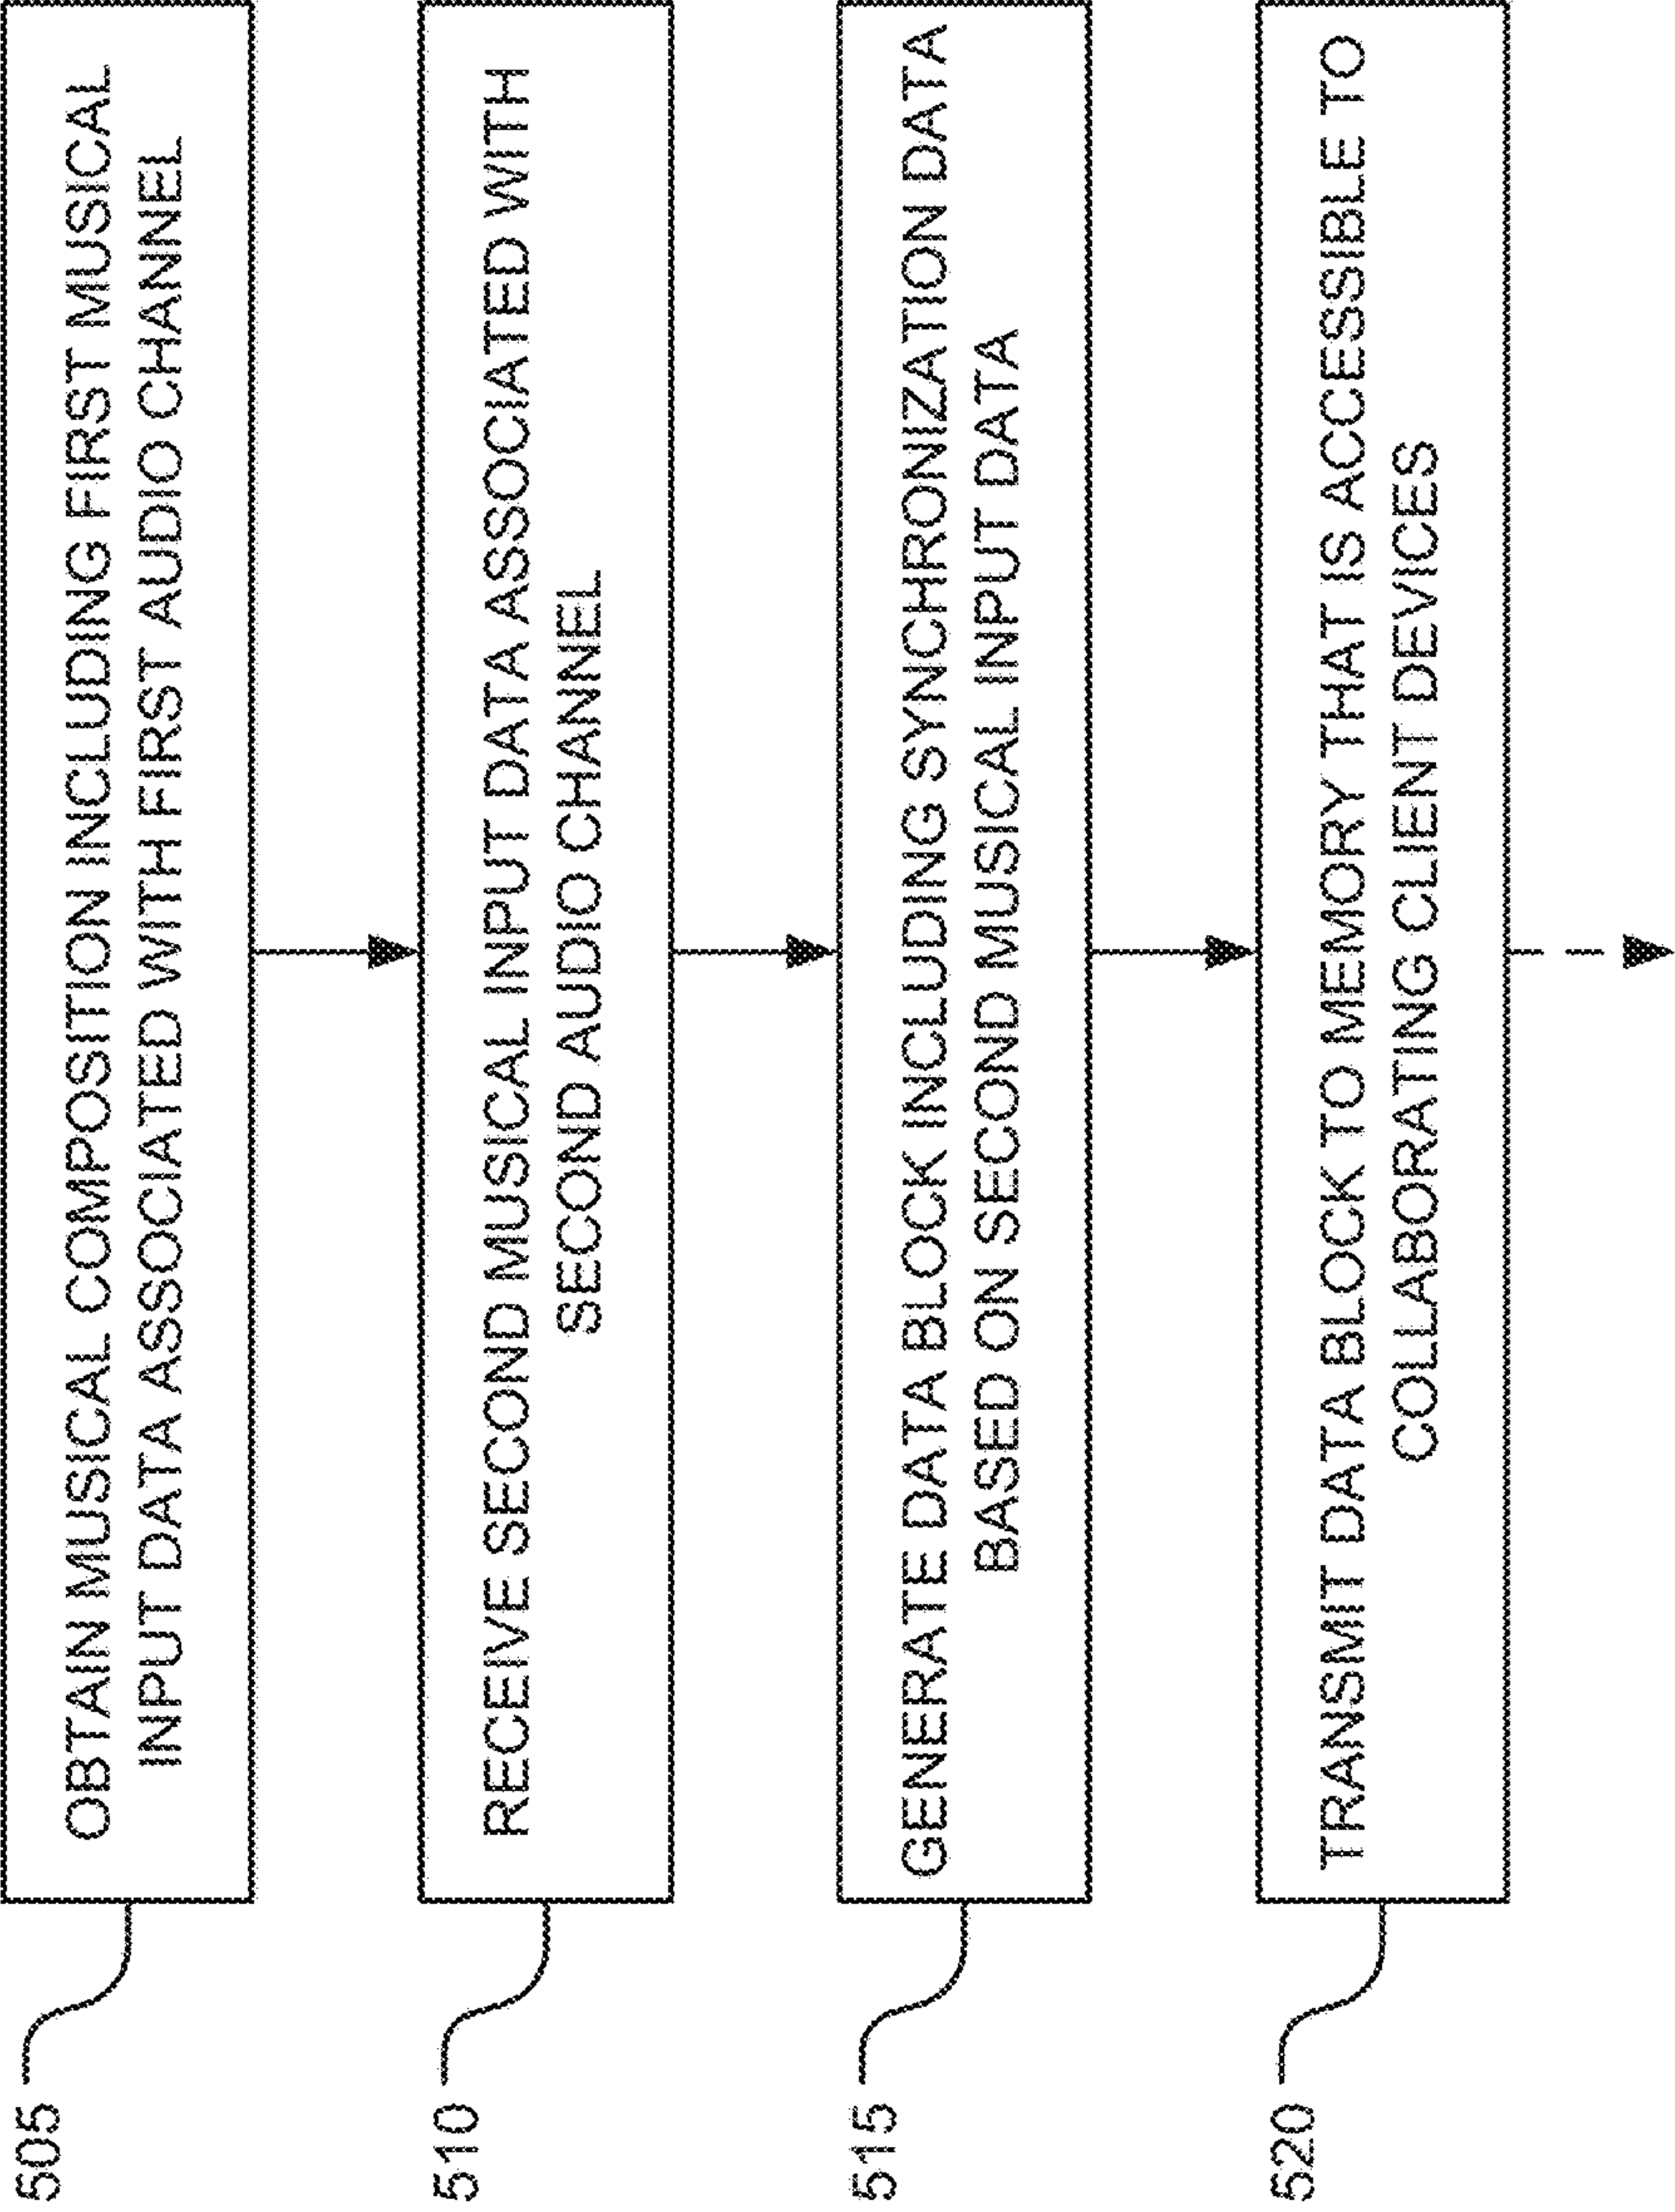 505
OBTAIN MUSICAL COMPOSITION INCLUDING FIRST MUSICAL
INPUT DATA ASSOCIATED WITH FIRST AUDIO CHANNEL
510
RECEIVE SECOND MUSICAL INPUT DATA ASSOCIATED WITH
SECOND AUDIO CHANNEL
515
GENERATE DATA BLOCK INCLUDING SYNCHRONIZATION DATA
BASED ON SECOND MUSICAL INPUT DATA
520
TRANSMIT DATA BLOCK TO MEMORY THAT IS ACCESSIBLE TO
COLLABORATING CLIENT DEVICES